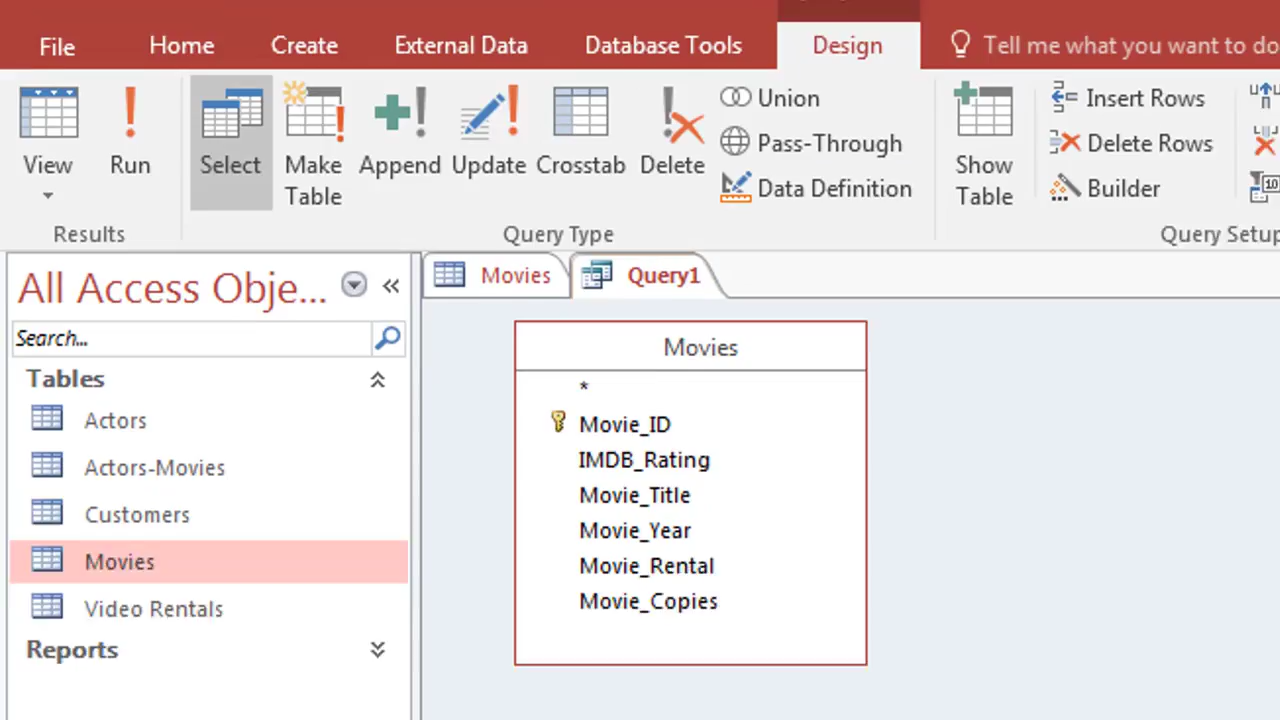 File Home Create External Data Database Tools Design Tell me what you want to do
View Run Select Make Table Append Update Crosstab Delete
Union
Pass-Through
Data Definition
Show Table
Insert Rows
Delete Rows
Builder
Results Query Type Query Setup
All Access Obje... «
Movies Query1
Search...
Tables
Actors
Actors-Movies
Customers
Movies
Video Rentals
Reports
Movies
*
Movie_ID
IMDB_Rating
Movie_Title
Movie_Year
Movie_Rental
Movie_Copies